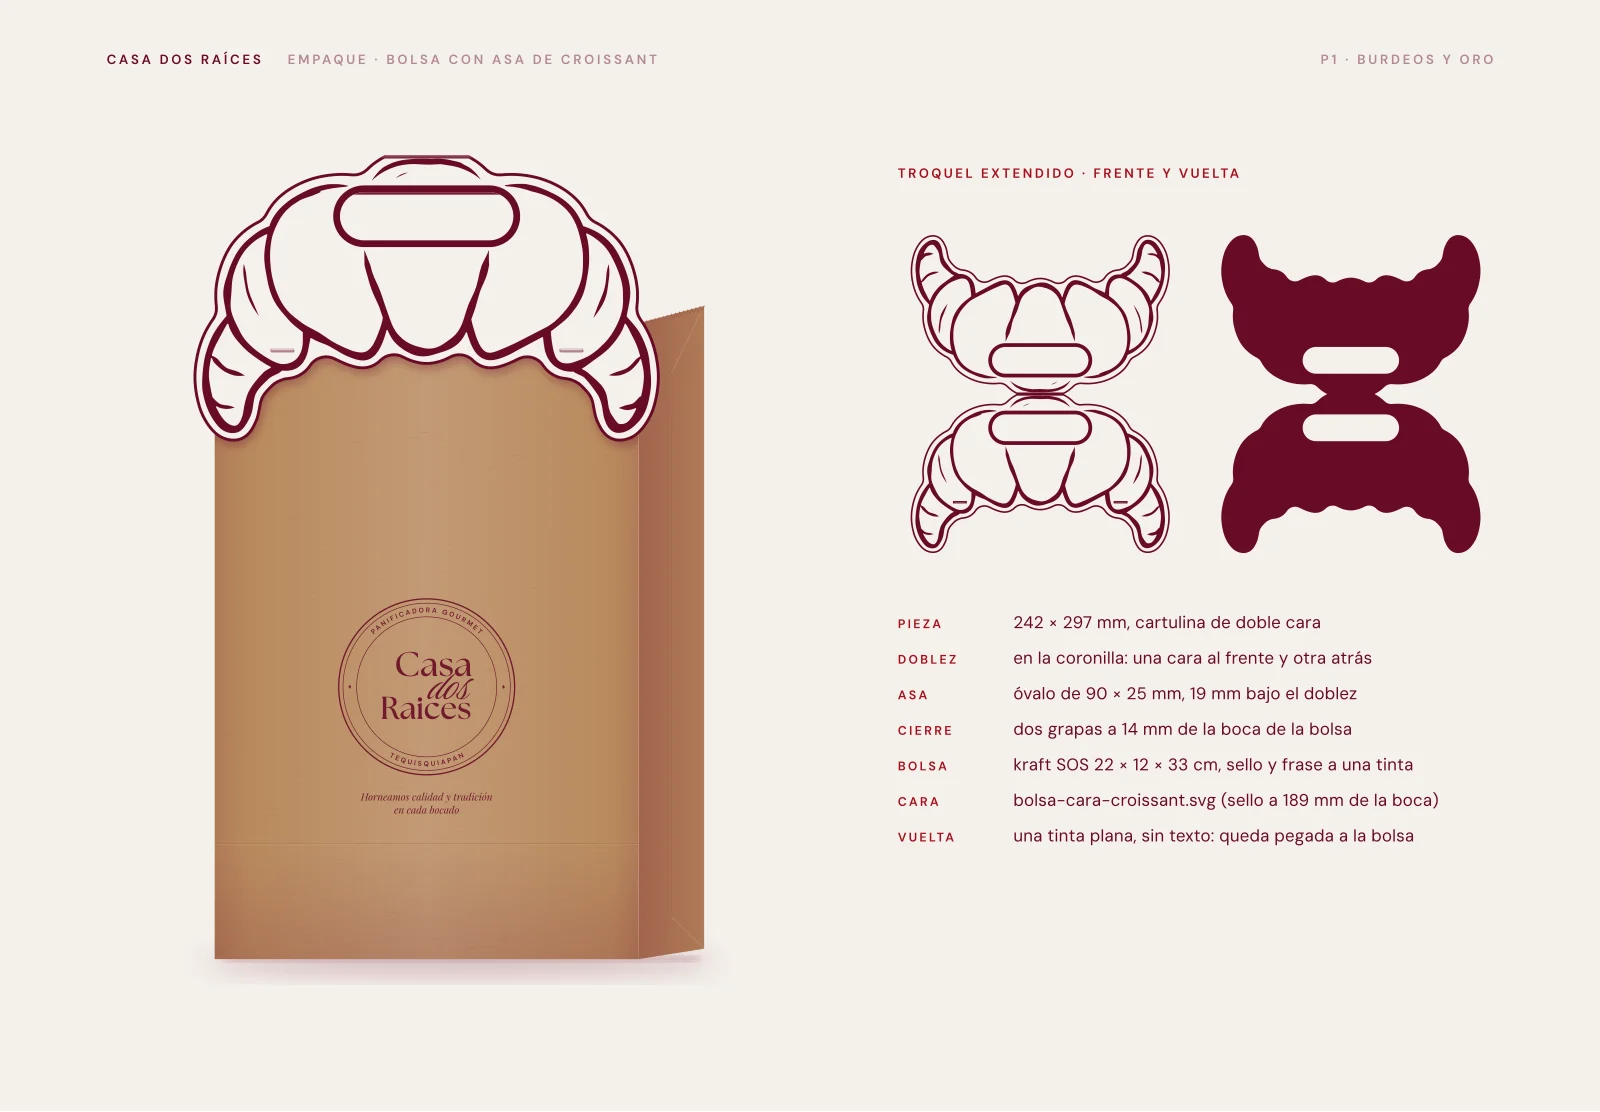 CASA DOS RAÍCES EMPAQUE · BOLSA CON ASA DE CROISSANT
P1 · BURDEOS Y ORO
PANIFICADORA GOURMET
Casa
dos
Raices
TEQUISQUIAPAN
Horneamos calidad y tradición
en cada bocado
TROQUEL EXTENDIDO · FRENTE Y VUELTA
PIEZA 242 × 297 mm, cartulina de doble cara
DOBLEZ en la coronilla: una cara al frente y otra atrás
ASA óvalo de 90 × 25 mm, 19 mm bajo el doblez
CIERRE dos grapas a 14 mm de la boca de la bolsa
BOLSA kraft SOS 22 × 12 × 33 cm, sello y frase a una tinta
CARA bolsa-cara-croissant.svg (sello a 189 mm de la boca)
VUELTA una tinta plana, sin texto: queda pegada a la bolsa